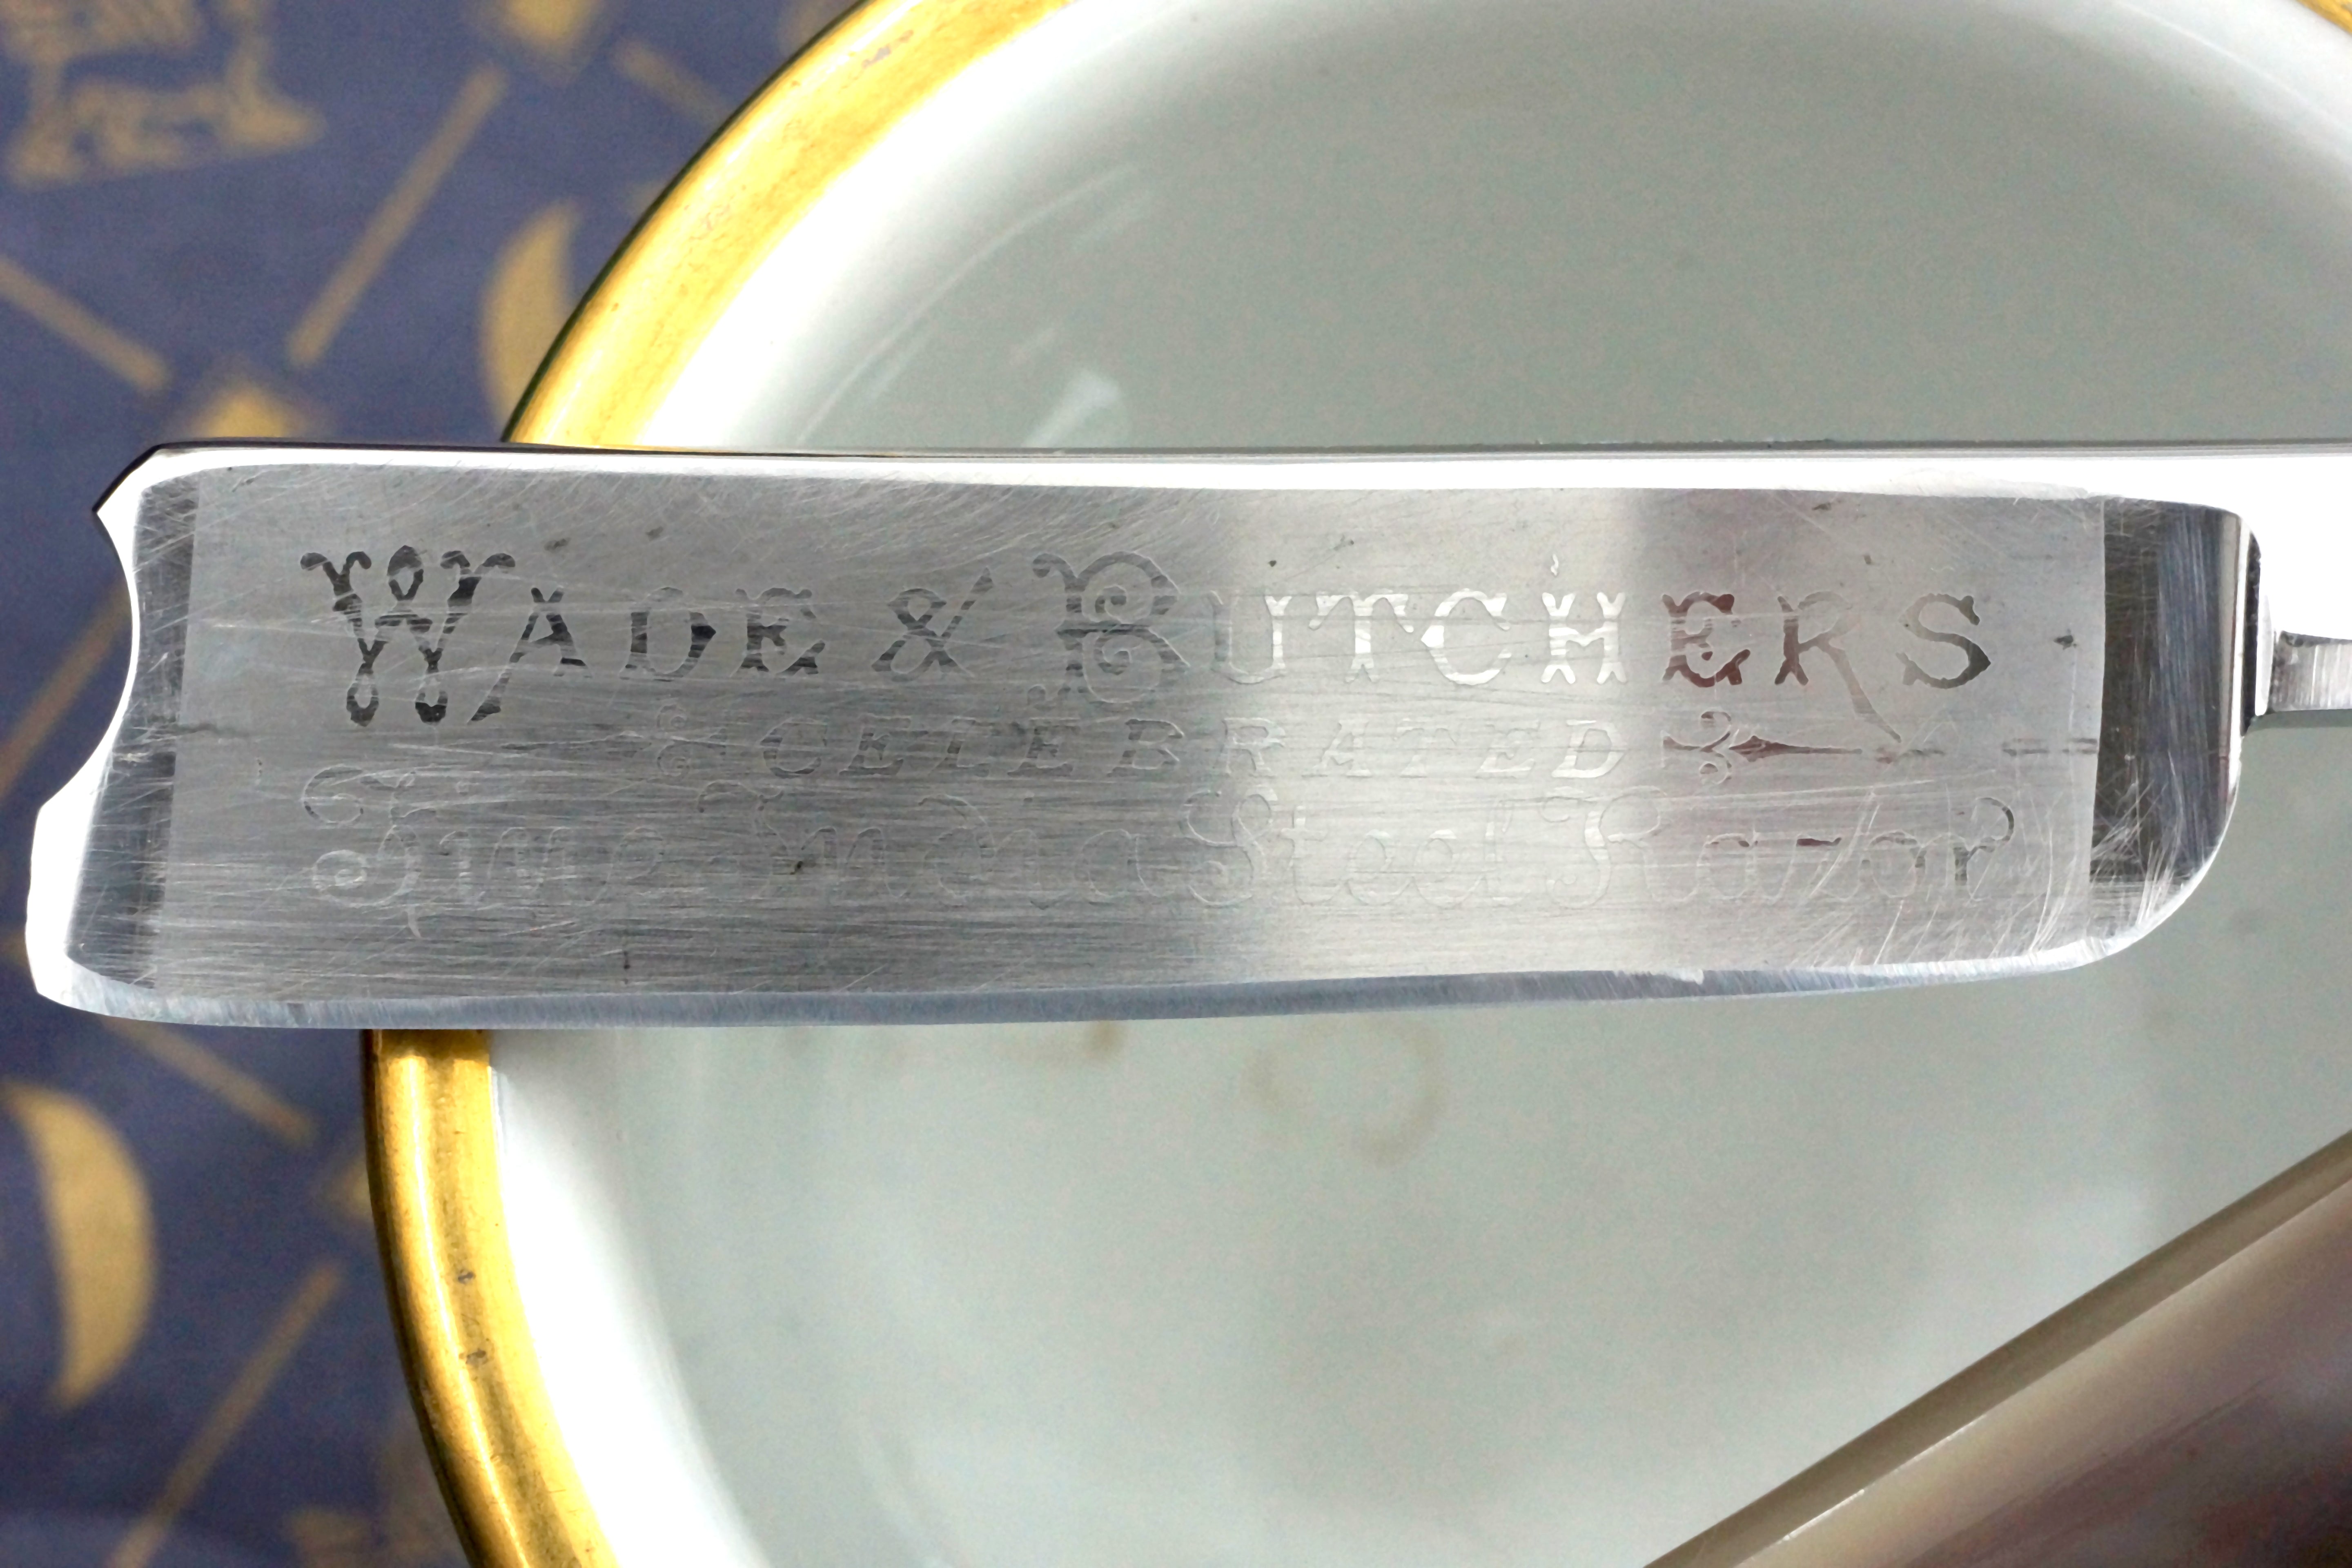 WADE & BUTCHERS
CELEBRATED
Fine India Steel Razor